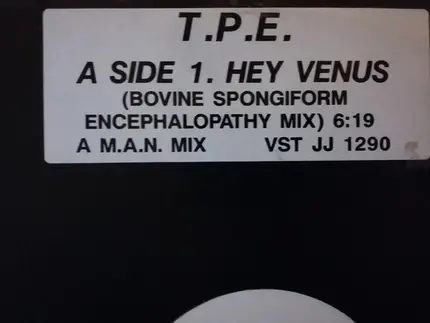 T.P.E.
A SIDE 1. HEY VENUS
(BOVINE SPONGIFORM
ENCEPHALOPATHY MIX) 6:19
A M.A.N. MIX VST JJ 1290